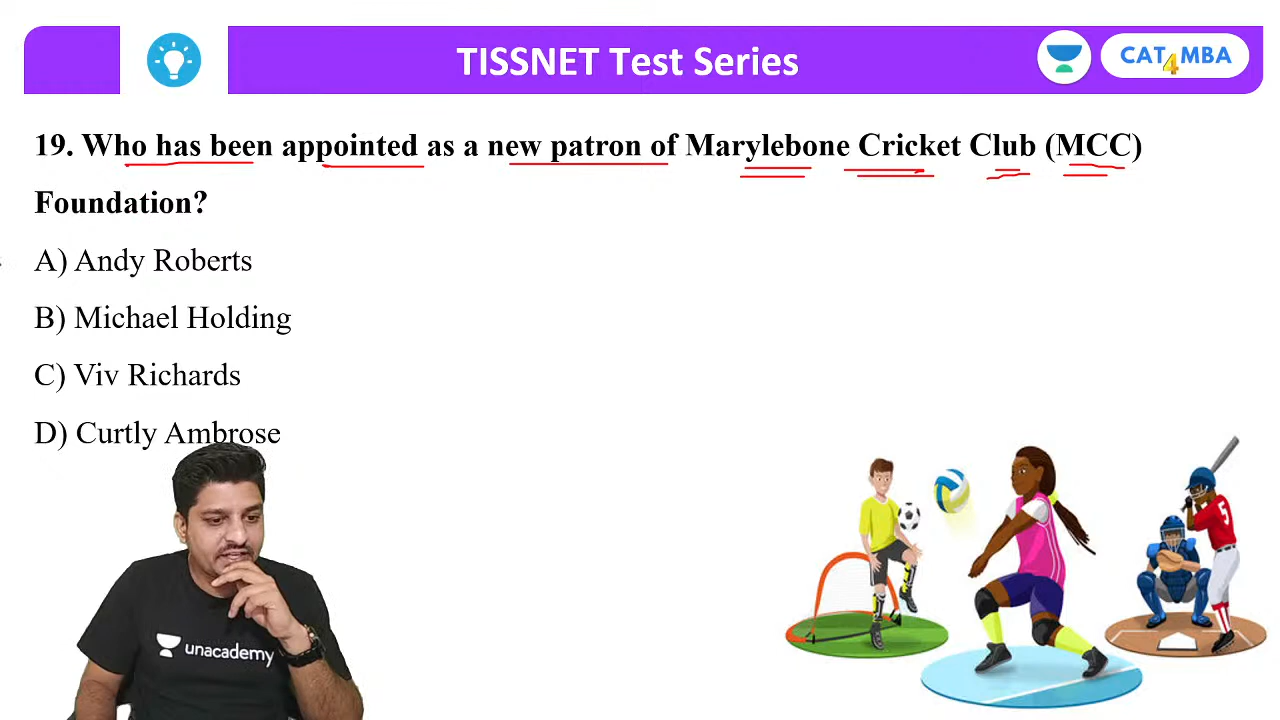 TISSNET Test Series
CAT4MBA
19. Who has been appointed as a new patron of Marylebone Cricket Club (MCC)
Foundation?
A) Andy Roberts
B) Michael Holding
C) Viv Richards
D) Curtly Ambrose
unacademy
5